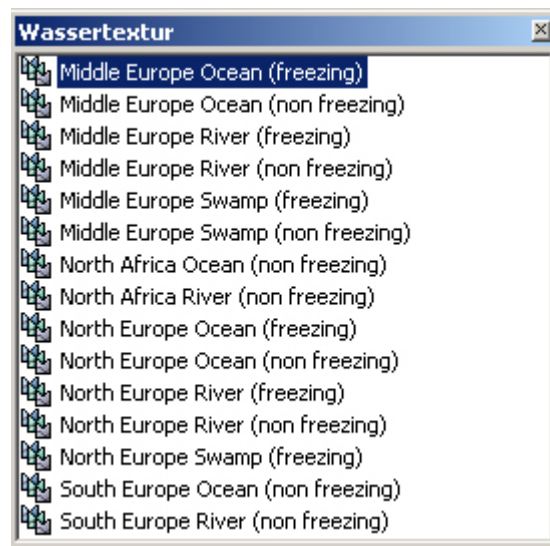 Wassertextur
Middle Europe Ocean (freezing)
Middle Europe Ocean (non freezing)
Middle Europe River (freezing)
Middle Europe River (non freezing)
Middle Europe Swamp (freezing)
Middle Europe Swamp (non freezing)
North Africa Ocean (non freezing)
North Africa River (non freezing)
North Europe Ocean (freezing)
North Europe Ocean (non freezing)
North Europe River (freezing)
North Europe River (non freezing)
North Europe Swamp (freezing)
South Europe Ocean (non freezing)
South Europe River (non freezing)